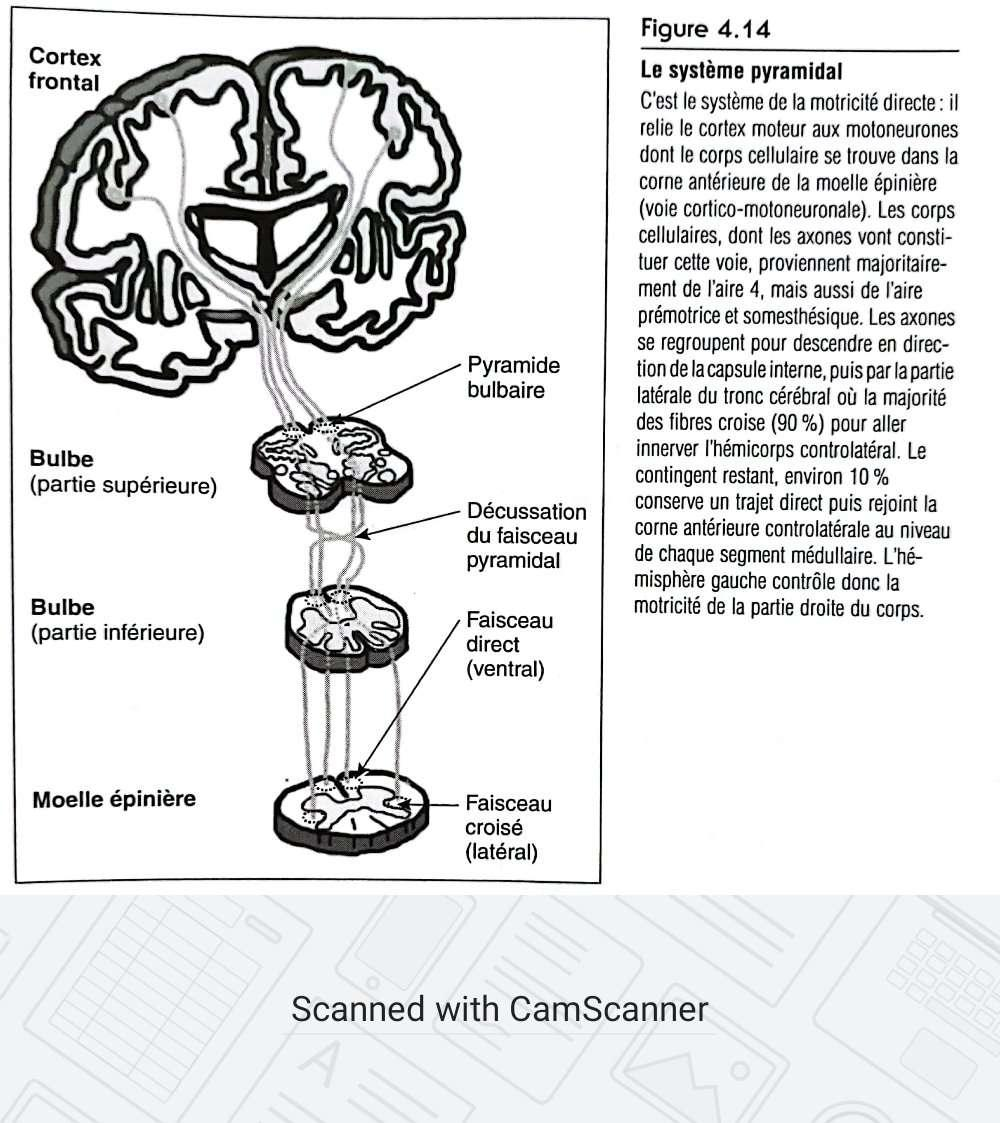 Cortex
frontal
Pyramide
bulbaire
Bulbe
(partie supérieure)
Décussation
du faisceau
pyramidal
Bulbe
(partie inférieure)
Faisceau
direct
(ventral)
Moelle épinière
Faisceau
croisé
(latéral)
Figure 4.14
Le système pyramidal
C'est le système de la motricité directe : il
relie le cortex moteur aux motoneurones
dont le corps cellulaire se trouve dans la
corne antérieure de la moelle épinière
(voie cortico-motoneuronale). Les corps
cellulaires, dont les axones vont consti-
tuer cette voie, proviennent majoritaire-
ment de l'aire 4, mais aussi de l'aire
prémotrice et somesthésique. Les axones
se regroupent pour descendre en direc-
tion de la capsule interne, puis par la partie
latérale du tronc cérébral où la majorité
des fibres croise (90 %) pour aller
innerver l'hémicorps controlatéral. Le
contingent restant, environ 10 %
conserve un trajet direct puis rejoint la
corne antérieure controlatérale au niveau
de chaque segment médullaire. L'hé-
misphère gauche contrôle donc la
motricité de la partie droite du corps.
Scanned with CamScanner